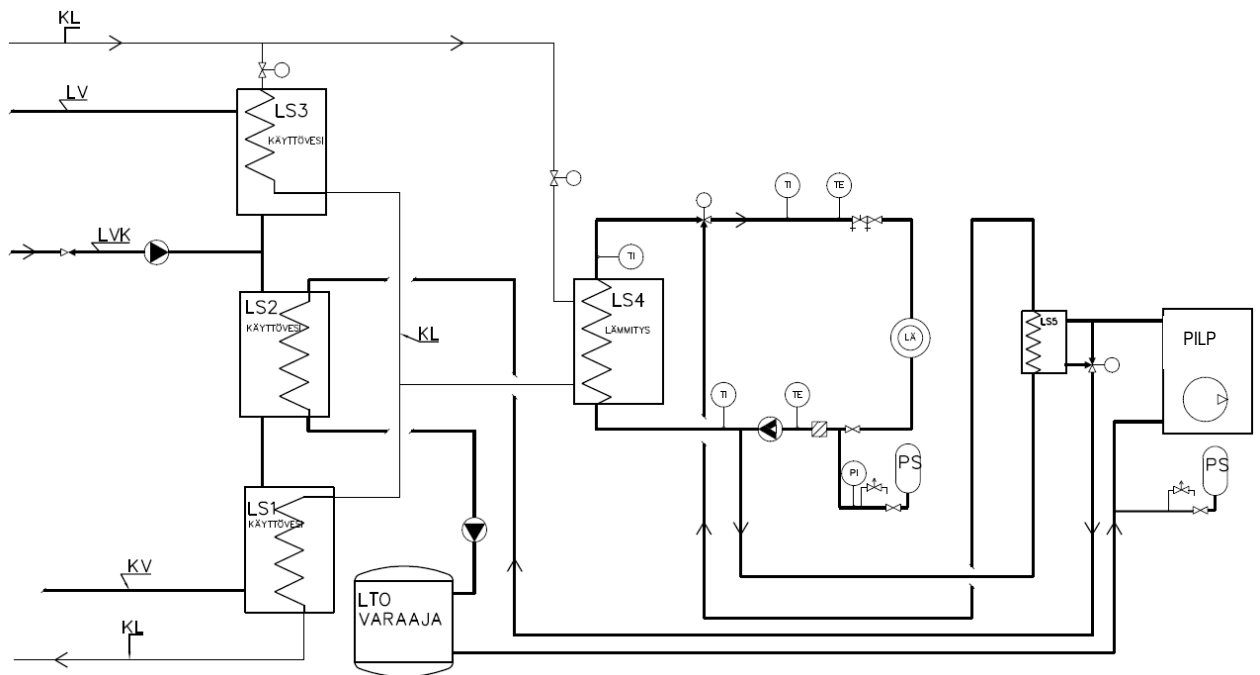 KL
LV
LS3
KÄYTTÖVESI
LVK
LS2
KÄYTTÖVESI
KL
LS1
KÄYTTÖVESI
KV
KL
LTO
VARAAJA
TI
TE
TI
LS4
LÄMMITYS
LÄ
TI
TE
PI
PS
LS5
PILP
PS